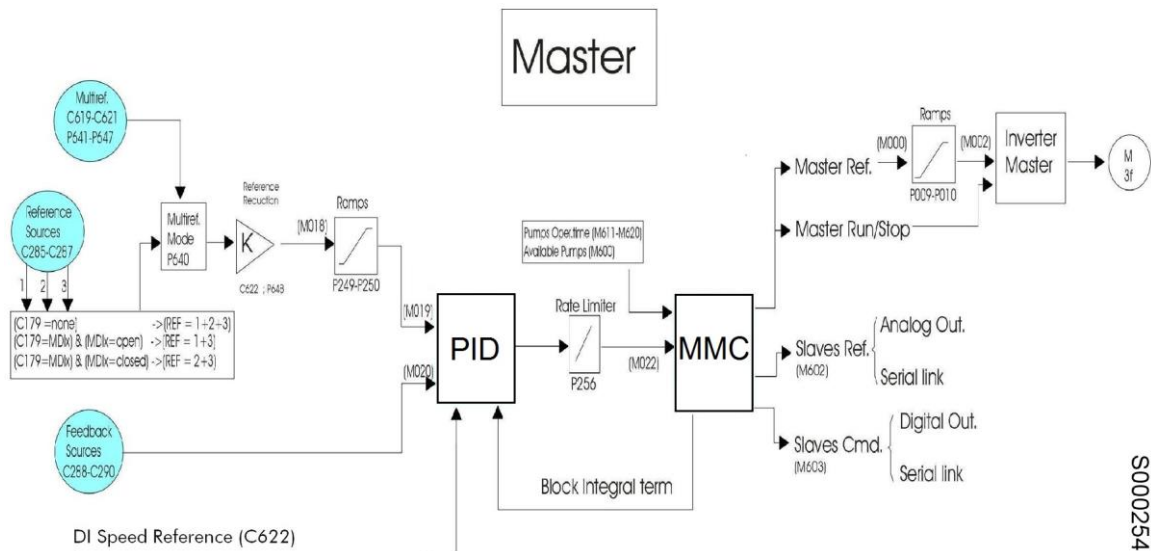 Master
Multiref.
C619-C621
P641-P647
Reference
Sources
C285-C287
1 2 3
(C179 =none) ->(REF = 1+2+3)
(C179=MDIx) & (MDIx=open) ->(REF = 1+3)
(C179=MDIx) & (MDIx=closed) ->(REF = 2+3)
Multiref.
Mode
P640
Reference
Reduction
K
C622 ; P648
(M018)
Ramps
P249-P250
(M019)
(M020)
Feedback
Sources
C288-C290
PID
Rate Limiter
P256
(M022)
Pumps Oper.time (M611-M620)
Available Pumps (M600)
MMC
Block Integral term
Master Ref.
(M000)
Ramps
P009-P010
(M002)
Inverter
Master
M
3f
Master Run/Stop
Slaves Ref.
(M602)
Analog Out.
Serial link
Slaves Cmd.
(M603)
Digital Out.
Serial link
DI Speed Reference (C622)
S000254